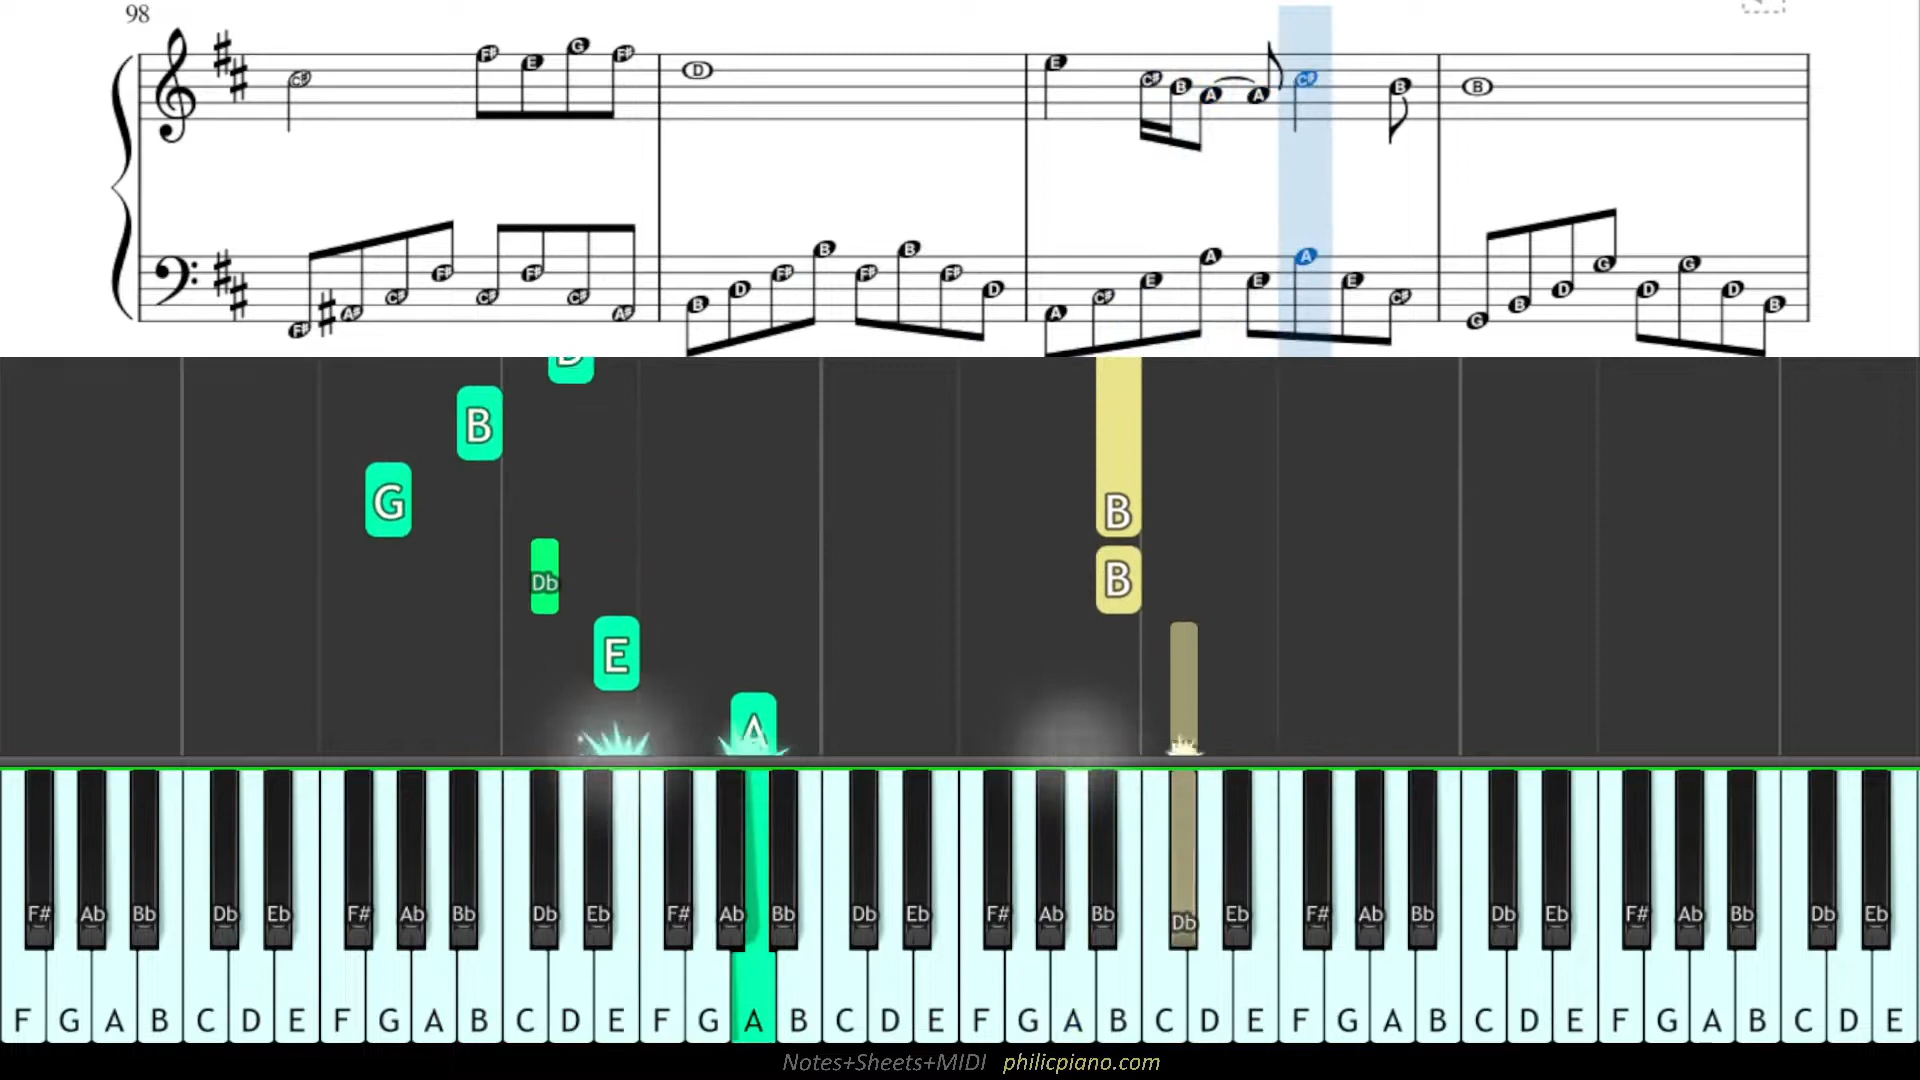 98
C# F# E G F# D E C# B A A C# B B
F# A# C# F# C# F# C# A# B D F# B F# B F# D A C# E A E A E C# G B D G D G D B
D
B
G
B
Db
B
E
A
F# Ab Bb Db Eb F# Ab Bb Db Eb F# Ab Bb Db Eb F# Ab Bb Db Eb F# Ab Bb Db Eb F# Ab Bb Db Eb
F G A B C D E F G A B C D E F G A B C D E F G A B C D E F G A B C D E F G A B C D E
Notes+Sheets+MIDI philicpiano.com